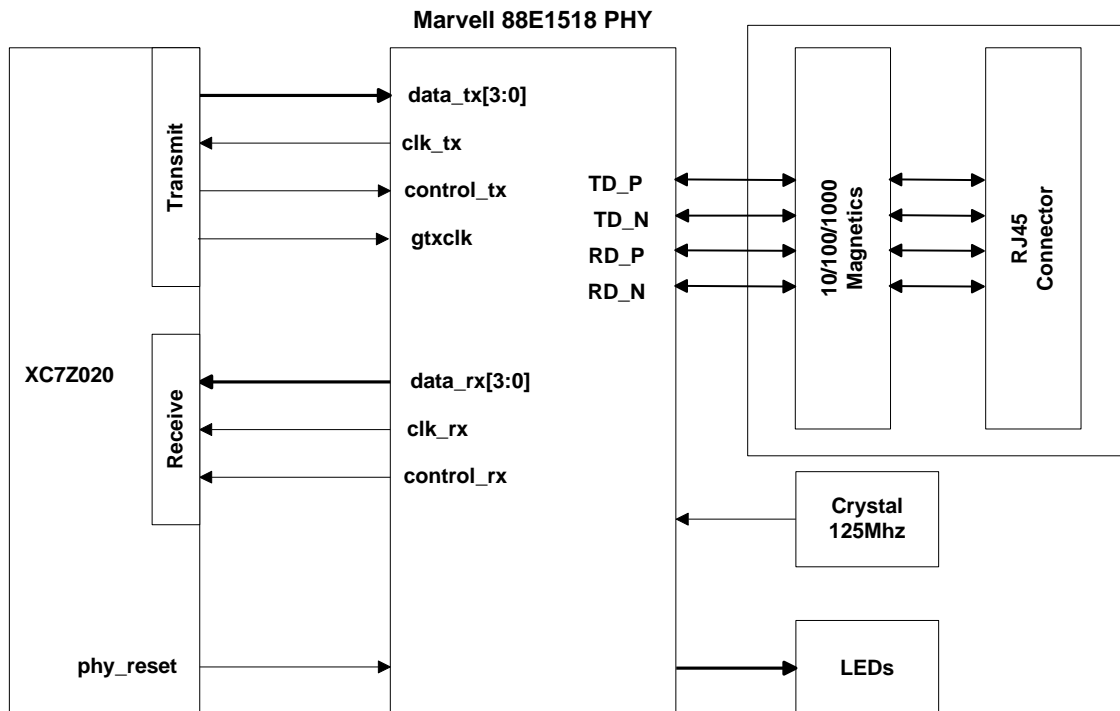 Marvell 88E1518 PHY
Transmit
data_tx[3:0]
clk_tx
control_tx
gtxclk
TD_P
TD_N
RD_P
RD_N
10/100/1000
Magnetics
RJ45
Connector
XC7Z020
Receive
data_rx[3:0]
clk_rx
control_rx
Crystal
125Mhz
phy_reset
LEDs